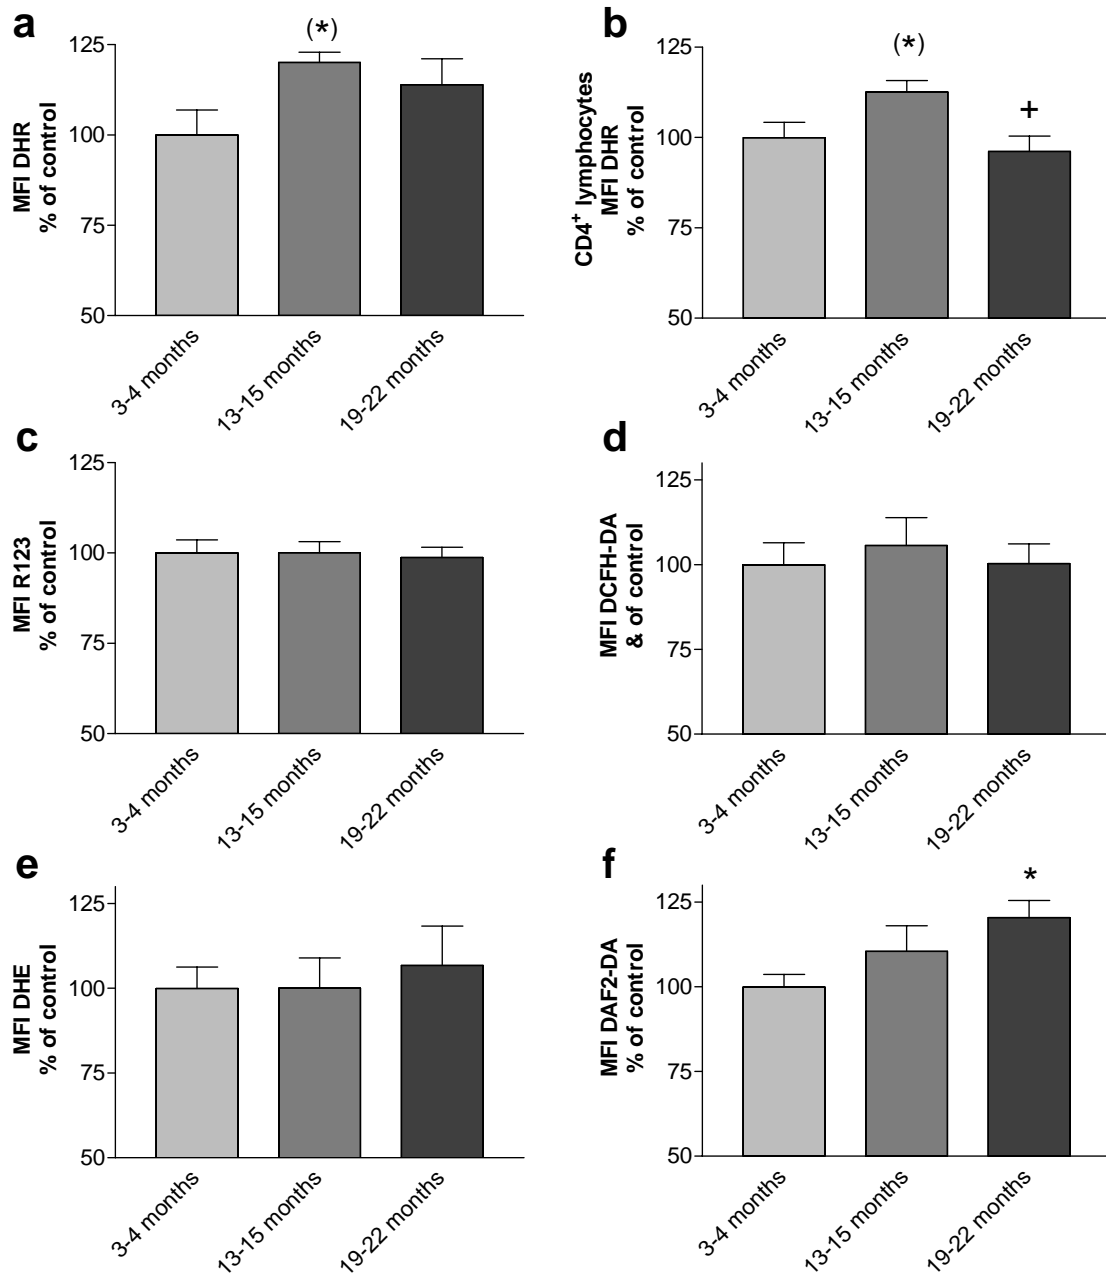 a
(*)
MFI DHR
% of control
125
100
75
50
3-4 months
13-15 months
19-22 months
b
(*)
+
CD4⁺ lymphocytes
MFI DHR
% of control
125
100
75
50
3-4 months
13-15 months
19-22 months
c
MFI R123
% of control
125
100
75
50
3-4 months
13-15 months
19-22 months
d
MFI DCFH-DA
& of control
125
100
75
50
3-4 months
13-15 months
19-22 months
e
MFI DHE
% of control
125
100
75
50
3-4 months
13-15 months
19-22 months
f
*
MFI DAF2-DA
% of control
125
100
75
50
3-4 months
13-15 months
19-22 months